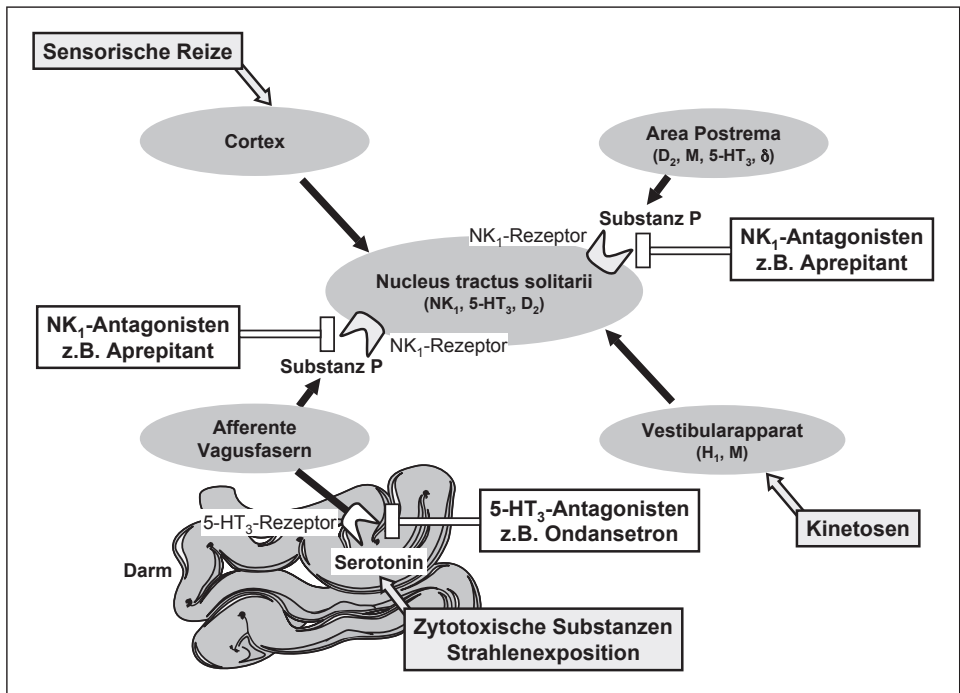 Sensorische Reize
Cortex
Area Postrema
(D₂, M, 5-HT₃, δ)
Substanz P
NK₁-Rezeptor
NK₁-Antagonisten
z.B. Aprepitant
Nucleus tractus solitarii
(NK₁, 5-HT₃, D₂)
NK₁-Antagonisten
z.B. Aprepitant
NK₁-Rezeptor
Substanz P
Afferente
Vagusfasern
Vestibularapparat
(H₁, M)
5-HT₃-Rezeptor
5-HT₃-Antagonisten
z.B. Ondansetron
Kinetosen
Serotonin
Darm
Zytotoxische Substanzen
Strahlenexposition